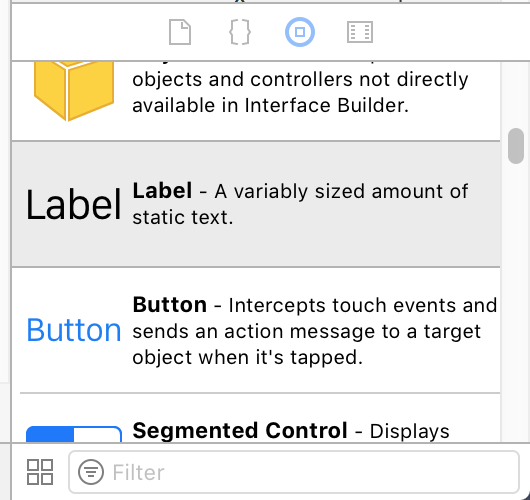 objects and controllers not directly
available in Interface Builder.
Label
Label - A variably sized amount of
static text.
Button
Button - Intercepts touch events and
sends an action message to a target
object when it's tapped.
Segmented Control - Displays
Filter